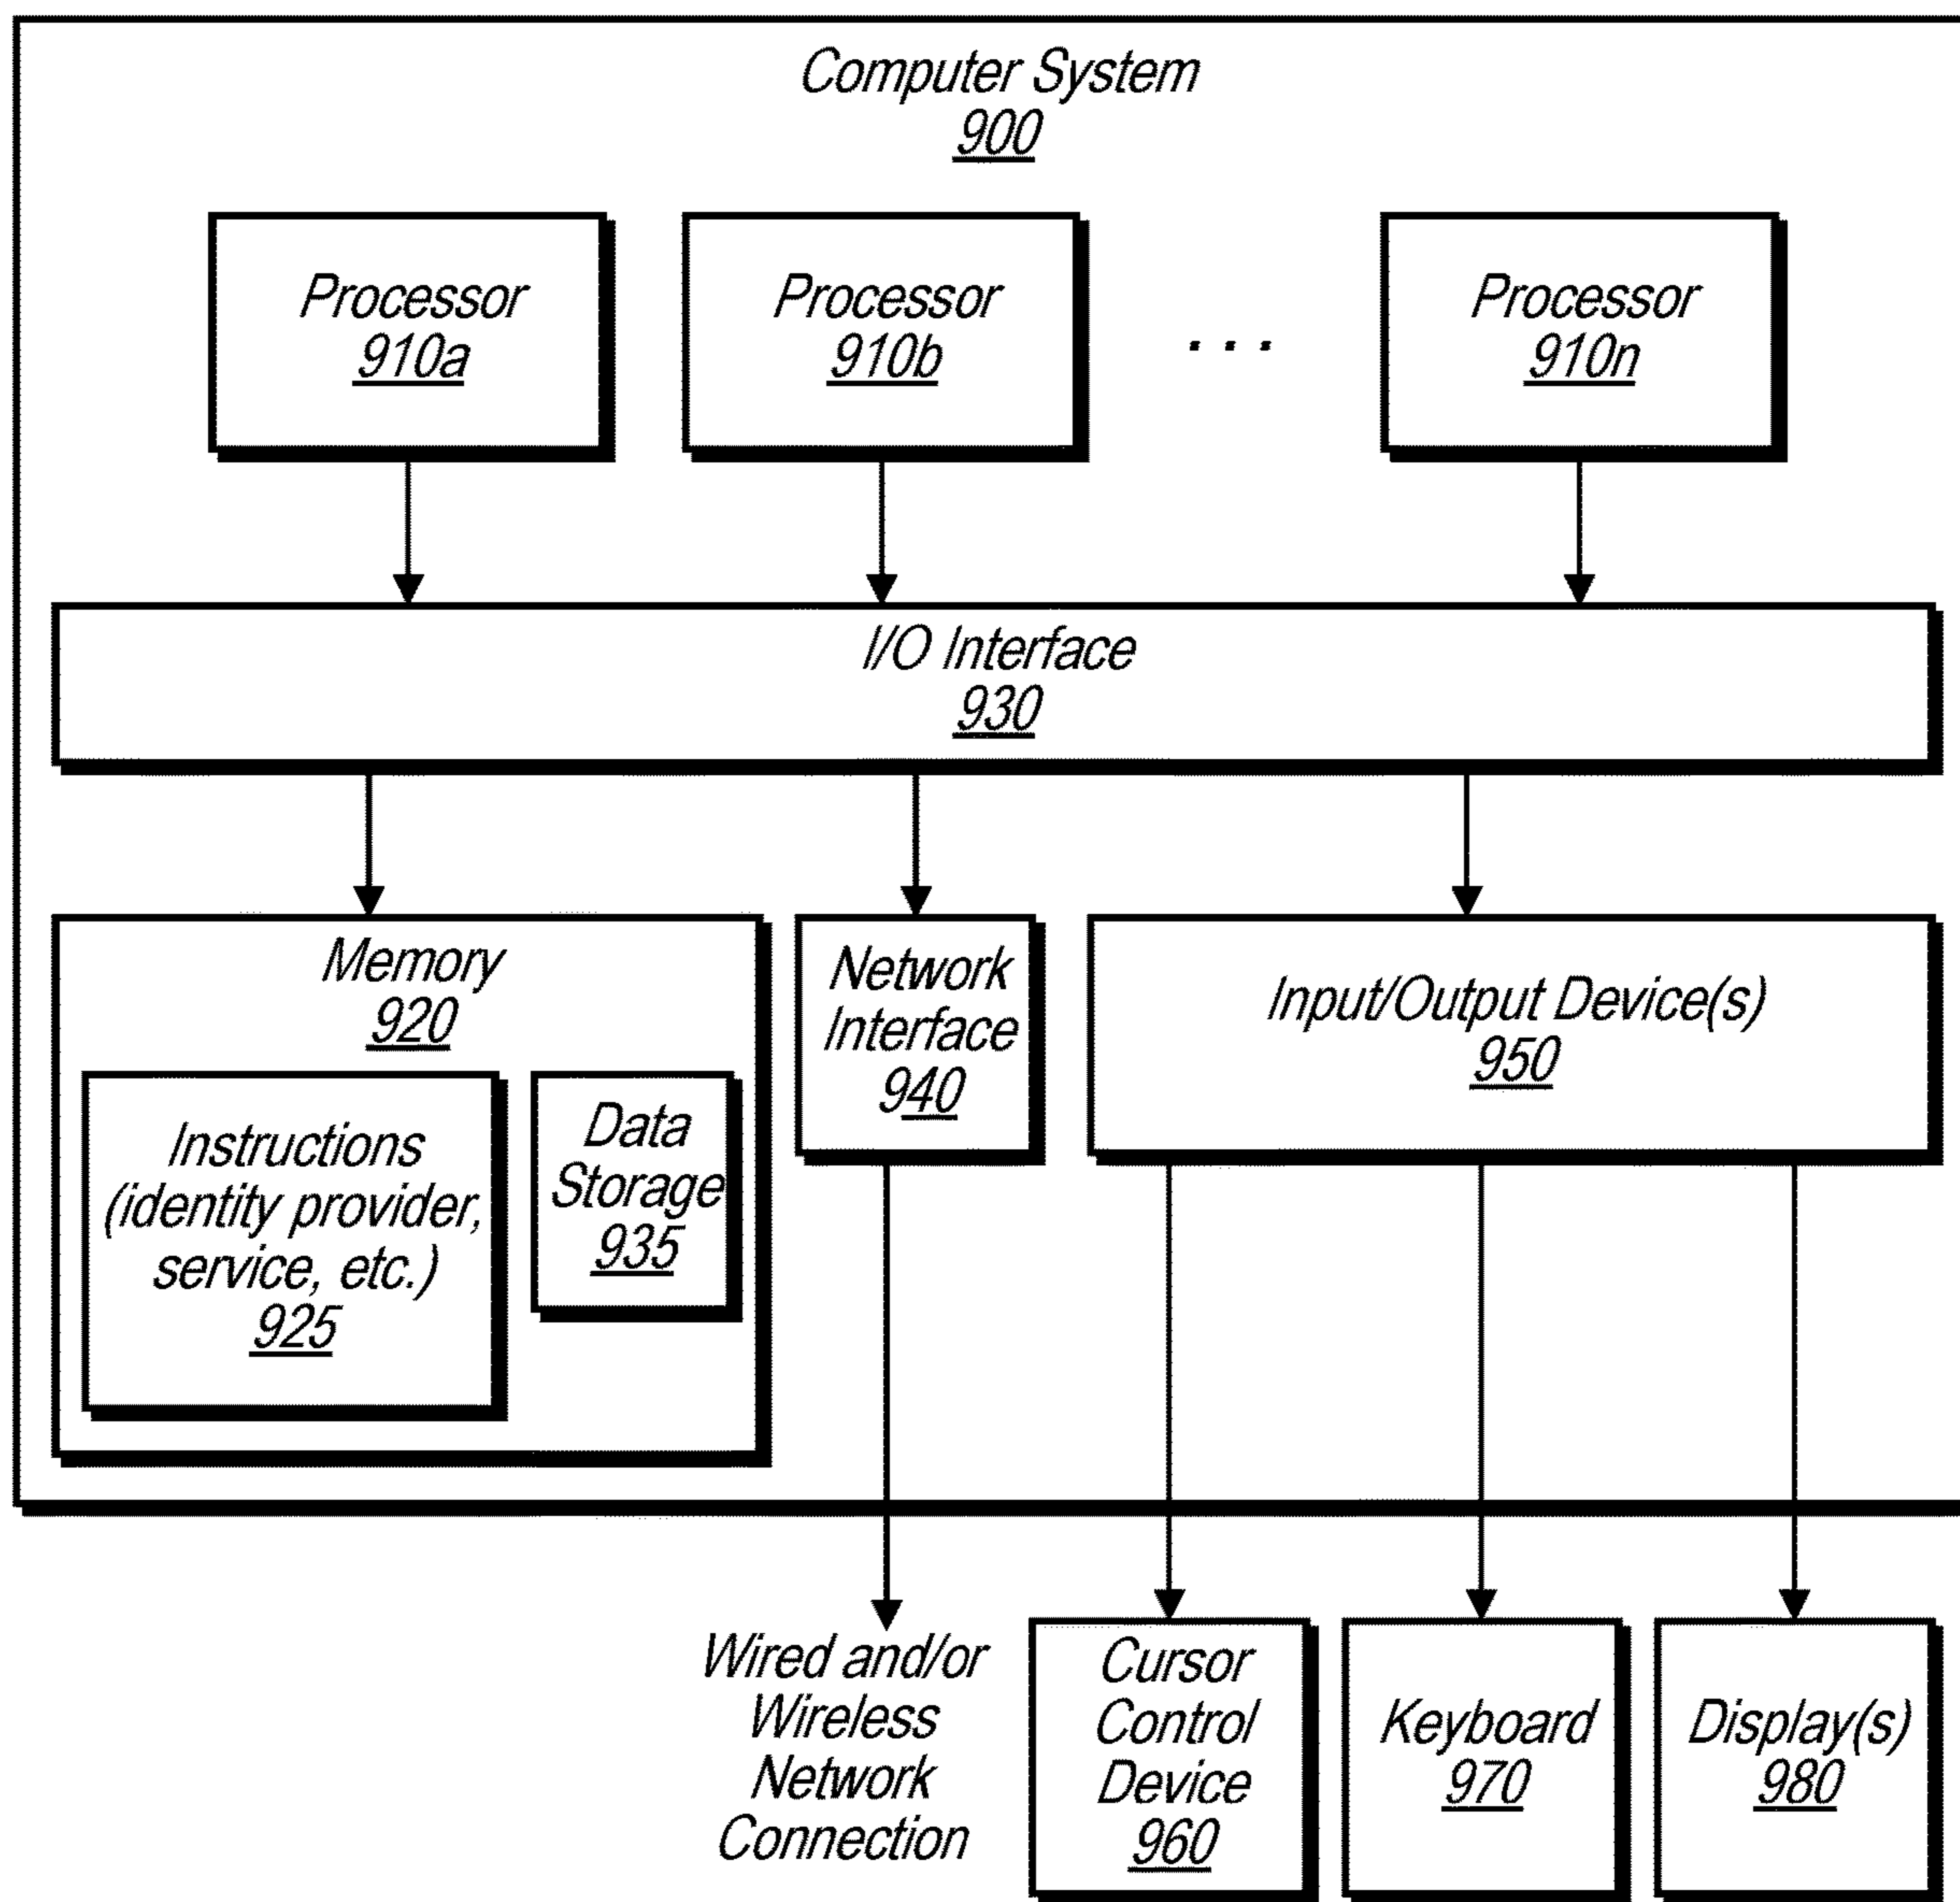 Computer System
900
Processor
910a
Processor
910b
. . .
Processor
910n
I/O Interface
930
Memory
920
Instructions
(identity provider,
service, etc.)
925
Data
Storage
935
Network
Interface
940
Input/Output Device(s)
950
Wired and/or
Wireless
Network
Connection
Cursor
Control
Device
960
Keyboard
970
Display(s)
980